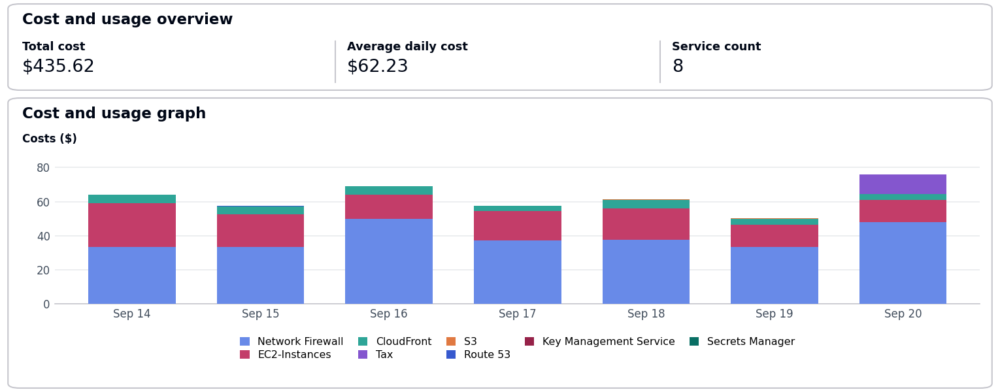 Cost and usage overview
Total cost Average daily cost Service count
$435.62 $62.23 8
Cost and usage graph
Costs ($)
80
60
40
20
0
Sep 14 Sep 15 Sep 16 Sep 17 Sep 18 Sep 19 Sep 20
Network Firewall CloudFront S3 Key Management Service Secrets Manager
EC2-Instances Tax Route 53